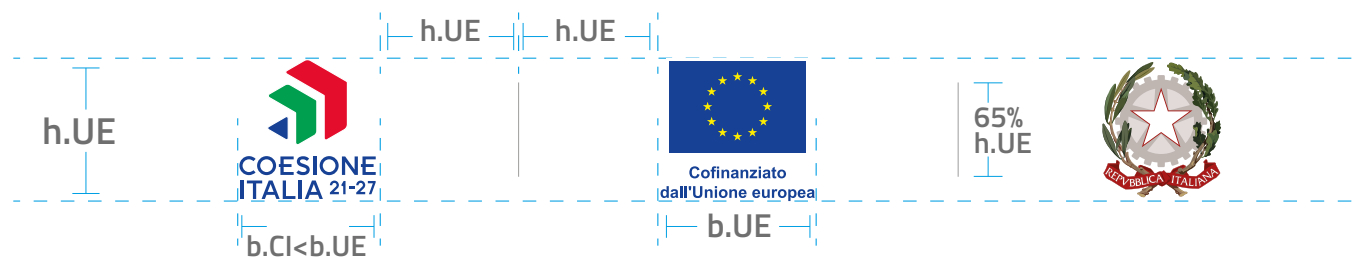 h.UE
h.UE
h.UE
COESIONE
ITALIA 21-27
b.CI<b.UE
Cofinanziato
dall'Unione europea
b.UE
65%
h.UE
REPVBBLICA ITALIANA